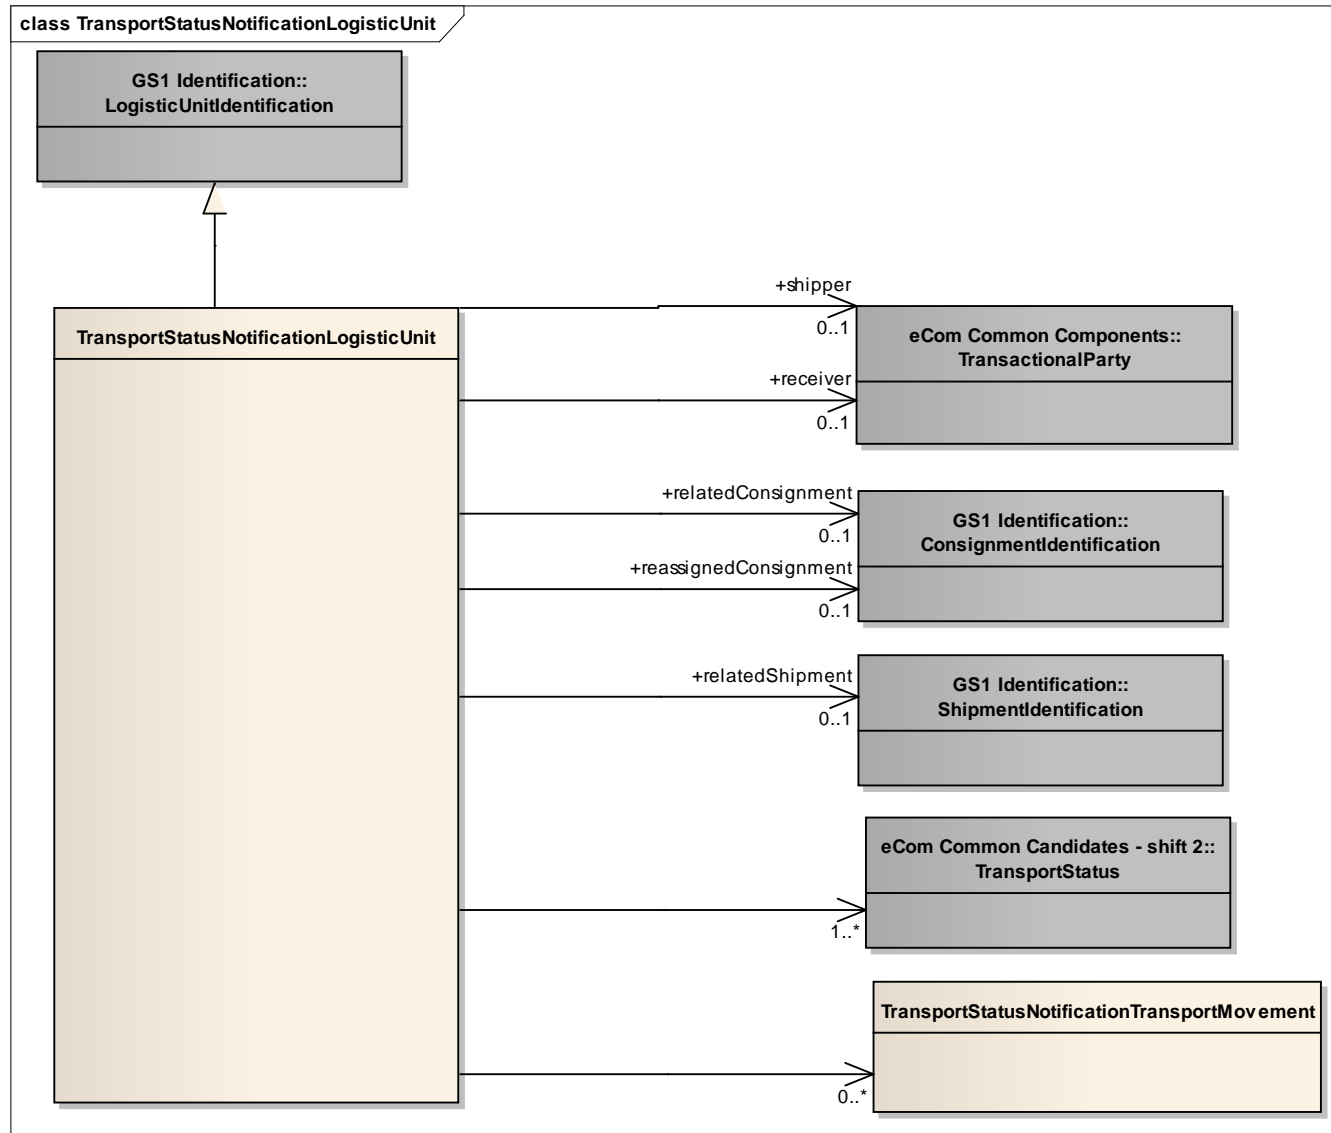 class TransportStatusNotificationLogisticUnit
GS1 Identification::
LogisticUnitIdentification
TransportStatusNotificationLogisticUnit
+shipper
0..1
eCom Common Components::
TransactionalParty
+receiver
0..1
+relatedConsignment
0..1
GS1 Identification::
ConsignmentIdentification
+reassignedConsignment
0..1
+relatedShipment
0..1
GS1 Identification::
ShipmentIdentification
eCom Common Candidates - shift 2::
TransportStatus
1..*
TransportStatusNotificationTransportMovement
0..*